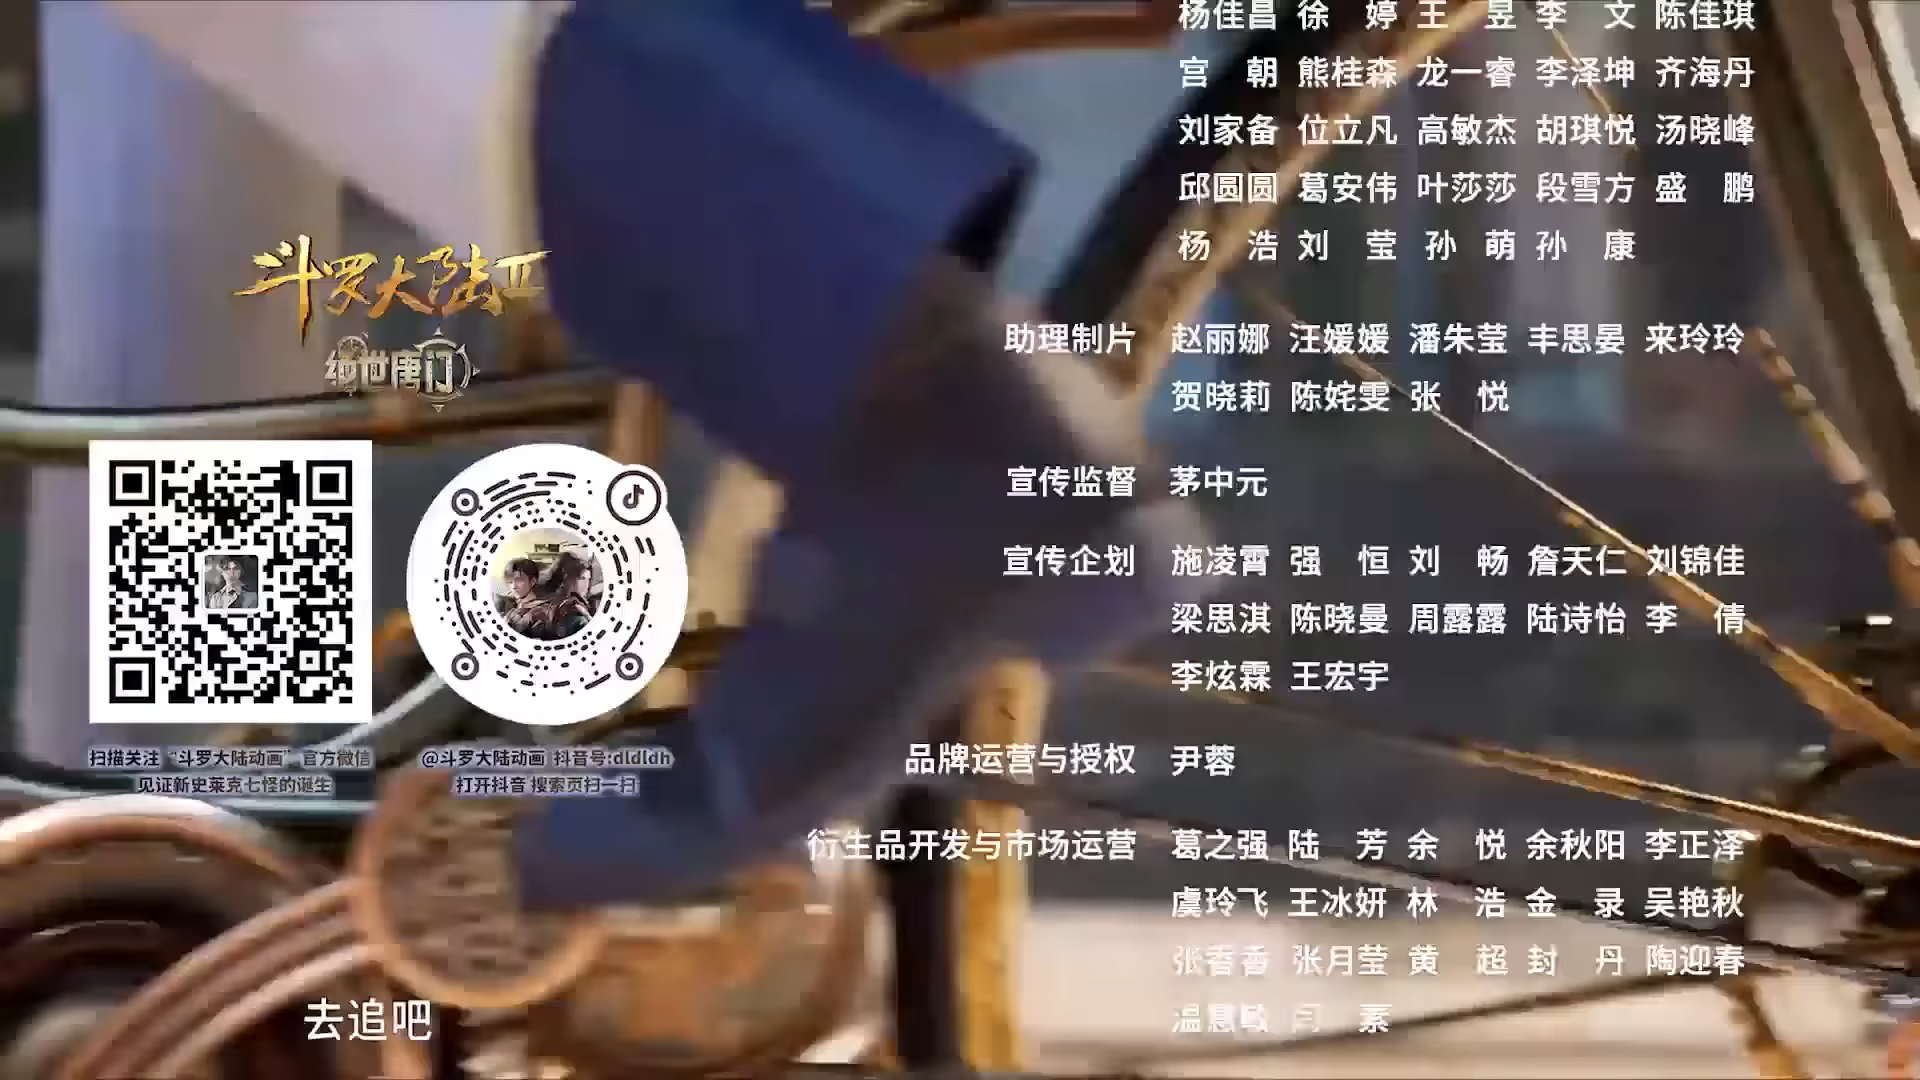 杨佳昌 徐 婷 王 昱 李 文 陈佳琪
宫 朝 熊桂森 龙一睿 李泽坤 齐海丹
刘家备 位立凡 高敏杰 胡琪悦 汤晓峰
邱圆圆 葛安伟 叶莎莎 段雪方 盛 鹏
杨 浩 刘 莹 孙 萌 孙 康
斗罗大陆II
绝世唐门
助理制片 赵丽娜 汪媛媛 潘朱莹 丰思晏 来玲玲
贺晓莉 陈姹雯 张 悦
宣传监督 茅中元
宣传企划 施凌霄 强 恒 刘 畅 詹天仁 刘锦佳
梁思淇 陈晓曼 周露露 陆诗怡 李 倩
李炫霖 王宏宇
品牌运营与授权 尹蓉
衍生品开发与市场运营 葛之强 陆 芳 余 悦 余秋阳 李正泽
虞玲飞 王冰妍 林 浩 金 录 吴艳秋
张香香 张月莹 黄 超 封 丹 陶迎春
温慧敏 闫 素
扫描关注“斗罗大陆动画”官方微信
见证新史莱克七怪的诞生
@斗罗大陆动画 抖音号:dldldh
打开抖音 搜索页扫一扫
去追吧